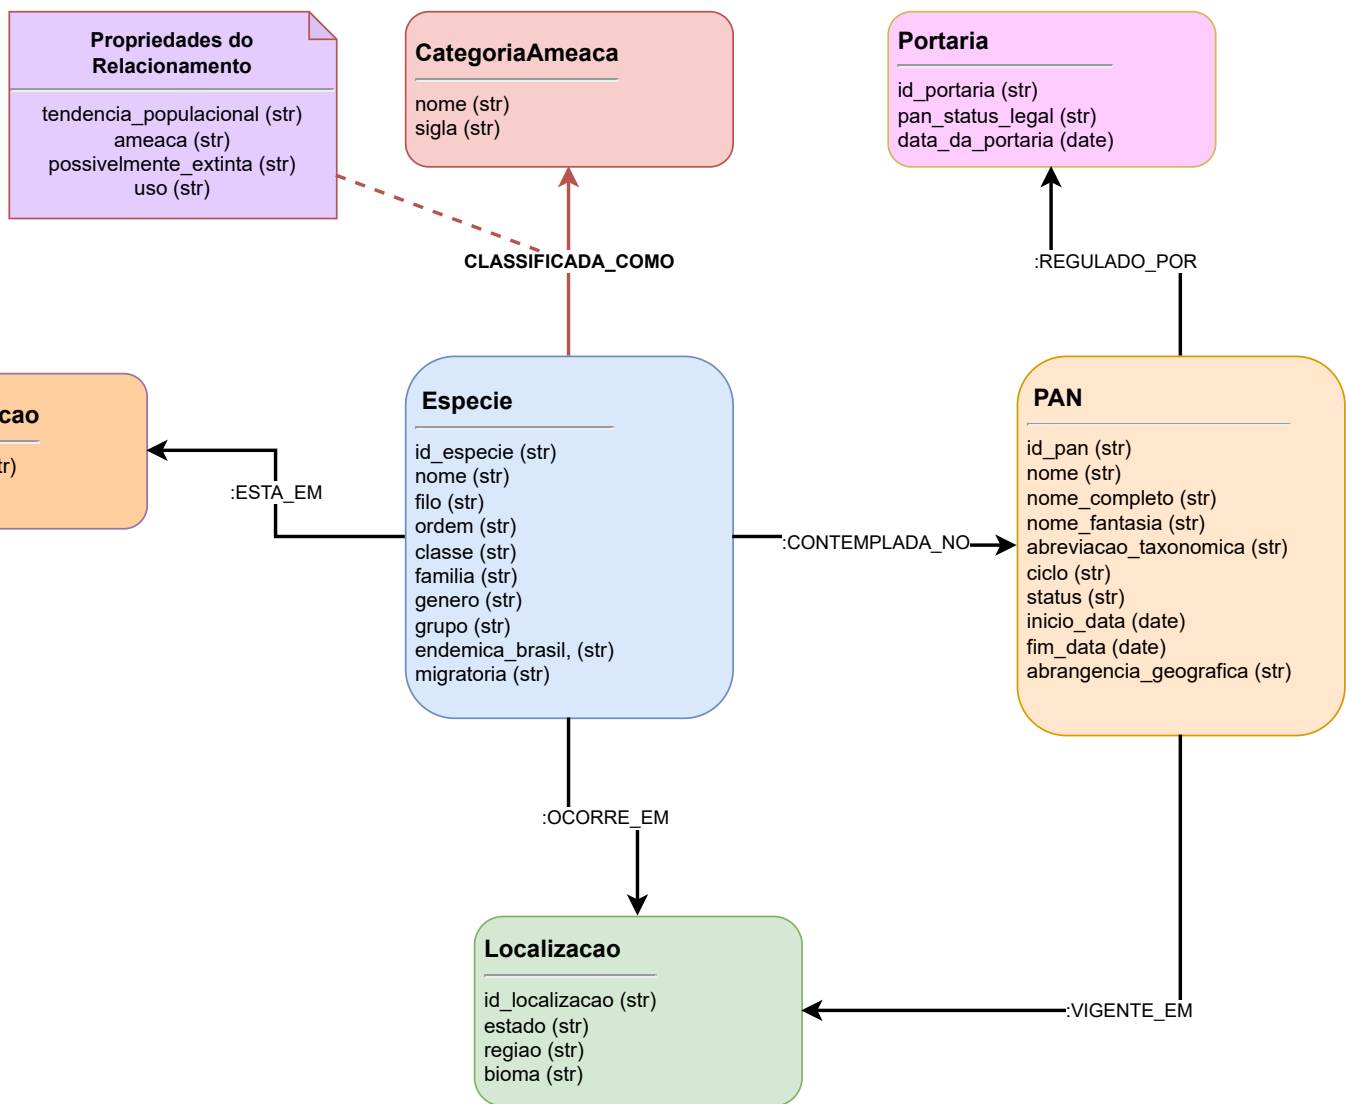 Propriedades do
Relacionamento
tendencia_populacional (str)
ameaca (str)
possivelmente_extinta (str)
uso (str)
CategoriaAmeaca
nome (str)
sigla (str)
Portaria
id_portaria (str)
pan_status_legal (str)
data_da_portaria (date)
CLASSIFICADA_COMO
:REGULADO_POR
cao
tr)
:ESTA_EM
Especie
id_especie (str)
nome (str)
filo (str)
ordem (str)
classe (str)
familia (str)
genero (str)
grupo (str)
endemica_brasil, (str)
migratoria (str)
:CONTEMPLADA_NO
PAN
id_pan (str)
nome (str)
nome_completo (str)
nome_fantasia (str)
abreviacao_taxonomica (str)
ciclo (str)
status (str)
inicio_data (date)
fim_data (date)
abrangencia_geografica (str)
:OCORRE_EM
Localizacao
id_localizacao (str)
estado (str)
regiao (str)
bioma (str)
:VIGENTE_EM